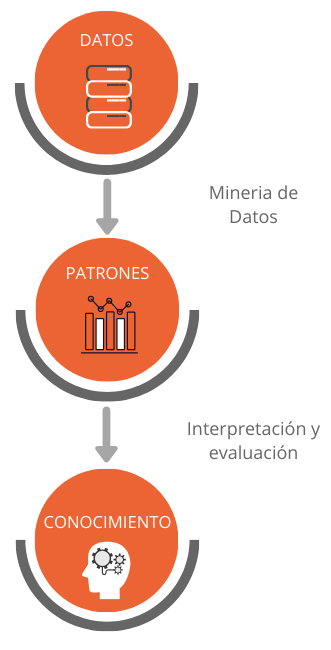 DATOS
Mineria de
Datos
PATRONES
Interpretación y
evaluación
CONOCIMIENTO